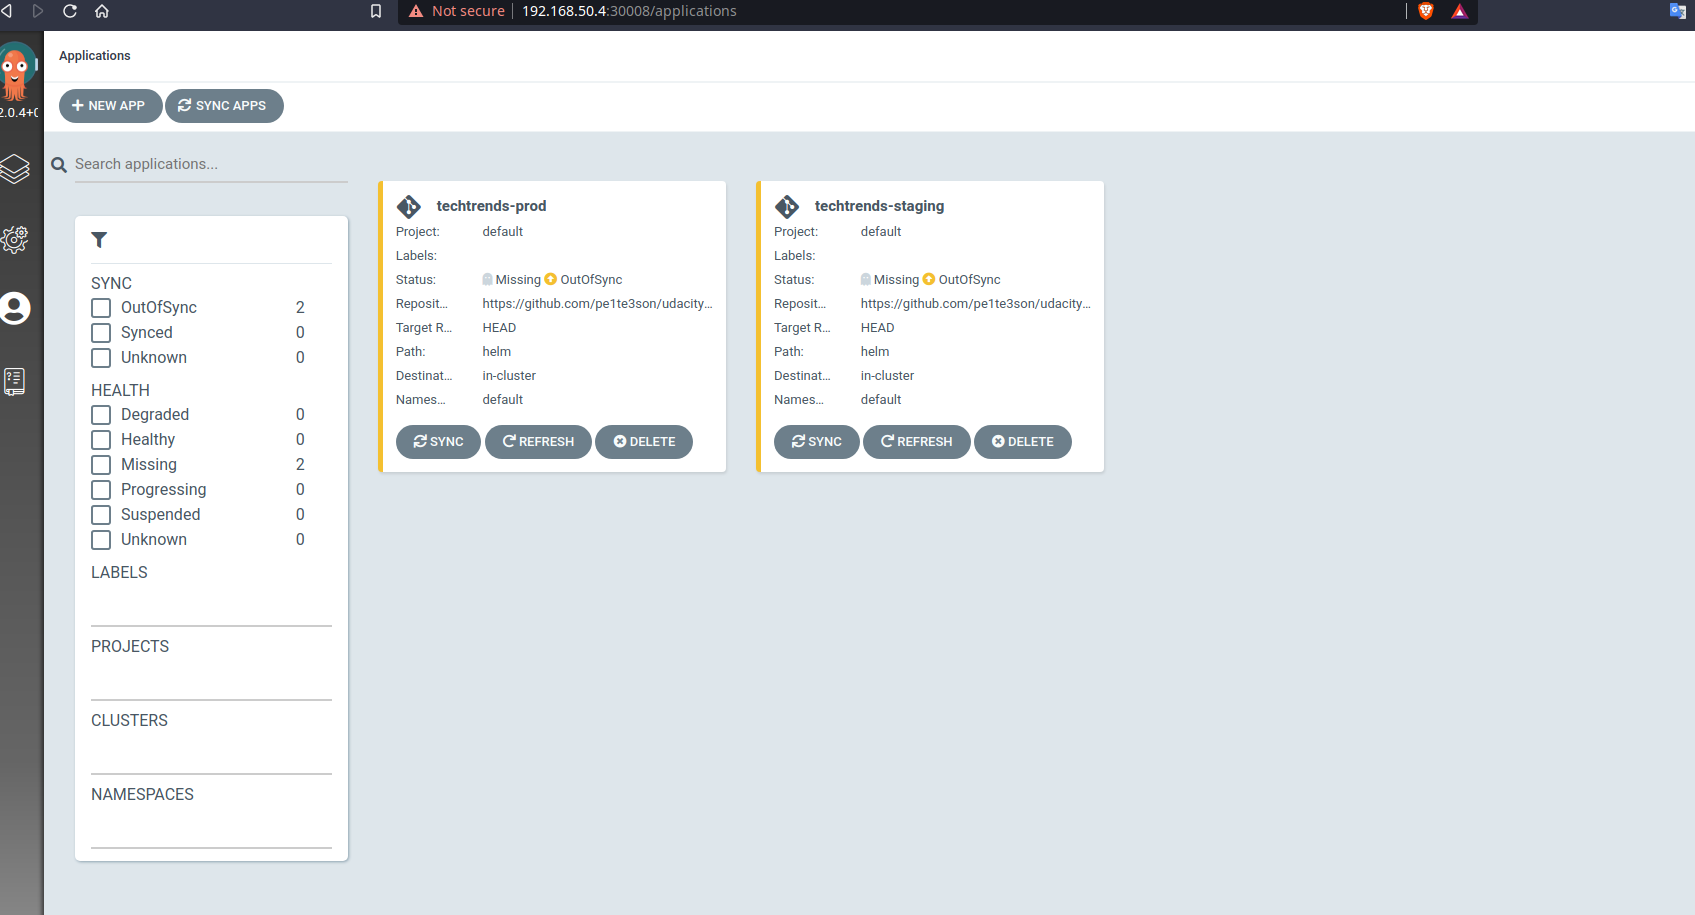 Not secure 192.168.50.4:30008/applications
Applications
NEW APP SYNC APPS
2.0.4+0
Search applications...
SYNC
OutOfSync 2
Synced 0
Unknown 0
HEALTH
Degraded 0
Healthy 0
Missing 2
Progressing 0
Suspended 0
Unknown 0
LABELS
PROJECTS
CLUSTERS
NAMESPACES
techtrends-prod
Project: default
Labels:
Status: Missing OutOfSync
Reposit... https://github.com/pe1te3son/udacity...
Target R... HEAD
Path: helm
Destinat... in-cluster
Names... default
SYNC REFRESH DELETE
techtrends-staging
Project: default
Labels:
Status: Missing OutOfSync
Reposit... https://github.com/pe1te3son/udacity...
Target R... HEAD
Path: helm
Destinat... in-cluster
Names... default
SYNC REFRESH DELETE